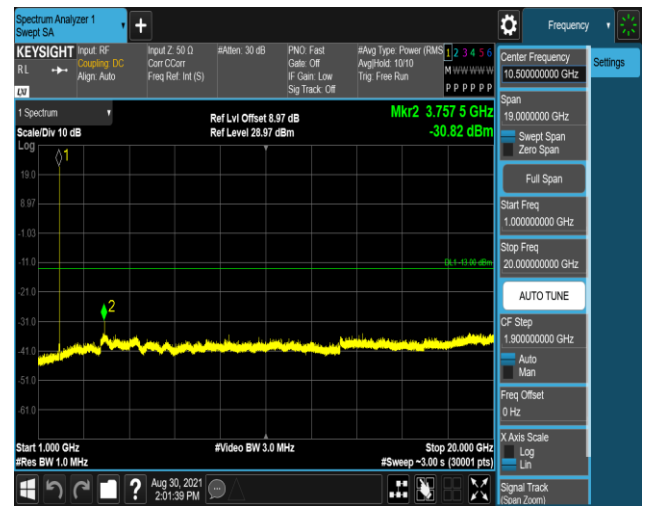 Spectrum Analyzer 1
Swept SA
Frequency
KEYSIGHT
RL
LXI
Input: RF
Coupling: DC
Align: Auto
Input Z: 50 Ω
Corr CCorr
Freq Ref: Int (S)
#Atten: 30 dB
PNO: Fast
Gate: Off
IF Gain: Low
Sig Track: Off
#Avg Type: Power (RMS
Avg|Hold: 10/10
Trig: Free Run
1 2 3 4 5 6
M W W W W W
P P P P P P
1 Spectrum
Scale/Div 10 dB
Ref Lvl Offset 8.97 dB
Ref Level 28.97 dBm
Mkr2 3.757 5 GHz
-30.82 dBm
Log
1
19.0
8.97
-1.03
-11.0
DL1 -13.00 dBm
-21.0
2
-31.0
-41.0
-51.0
-61.0
Start 1.000 GHz
#Res BW 1.0 MHz
#Video BW 3.0 MHz
Stop 20.000 GHz
#Sweep ~3.00 s (30001 pts)
?
Aug 30, 2021
2:01:39 PM
Center Frequency
10.500000000 GHz
Settings
Span
19.0000000 GHz
Swept Span
Zero Span
Full Span
Start Freq
1.000000000 GHz
Stop Freq
20.000000000 GHz
AUTO TUNE
CF Step
1.900000000 GHz
Auto
Man
Freq Offset
0 Hz
X Axis Scale
Log
Lin
Signal Track
(Span Zoom)